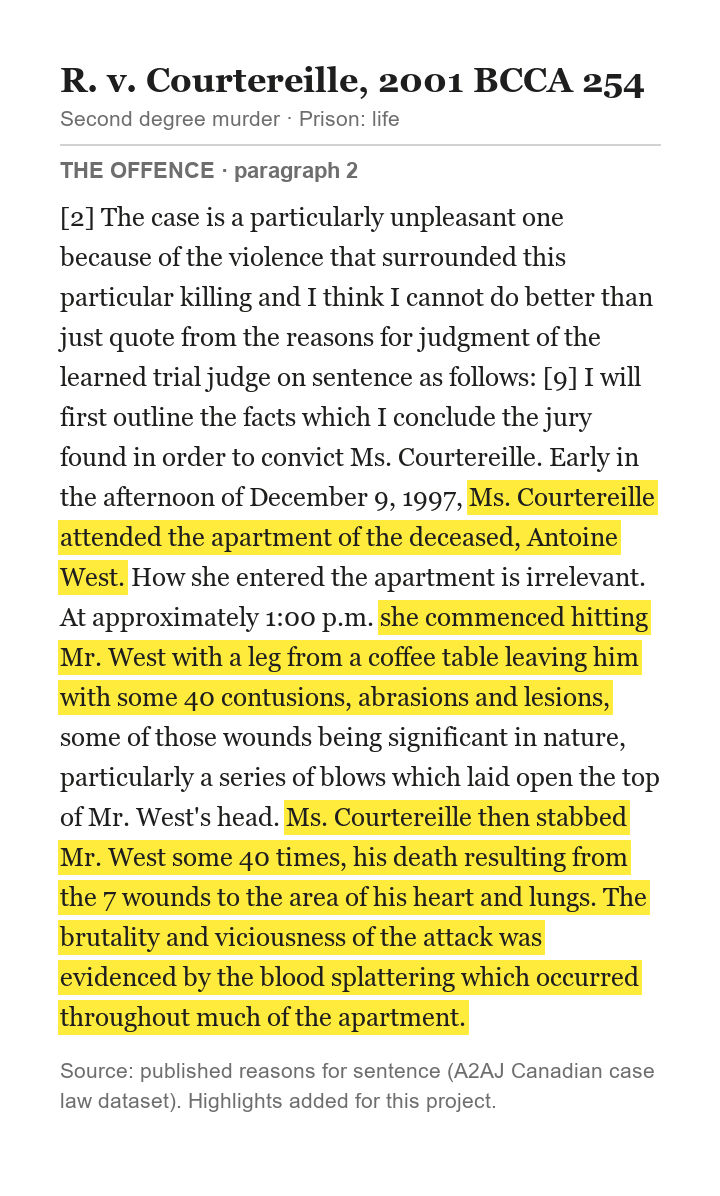 R. v. Courtereille, 2001 BCCA 254
Second degree murder · Prison: life
THE OFFENCE · paragraph 2
[2] The case is a particularly unpleasant one
because of the violence that surrounded this
particular killing and I think I cannot do better than
just quote from the reasons for judgment of the
learned trial judge on sentence as follows: [9] I will
first outline the facts which I conclude the jury
found in order to convict Ms. Courtereille. Early in
the afternoon of December 9, 1997, Ms. Courtereille
attended the apartment of the deceased, Antoine
West. How she entered the apartment is irrelevant.
At approximately 1:00 p.m. she commenced hitting
Mr. West with a leg from a coffee table leaving him
with some 40 contusions, abrasions and lesions,
some of those wounds being significant in nature,
particularly a series of blows which laid open the top
of Mr. West's head. Ms. Courtereille then stabbed
Mr. West some 40 times, his death resulting from
the 7 wounds to the area of his heart and lungs. The
brutality and viciousness of the attack was
evidenced by the blood splattering which occurred
throughout much of the apartment.
Source: published reasons for sentence (A2AJ Canadian case
law dataset). Highlights added for this project.